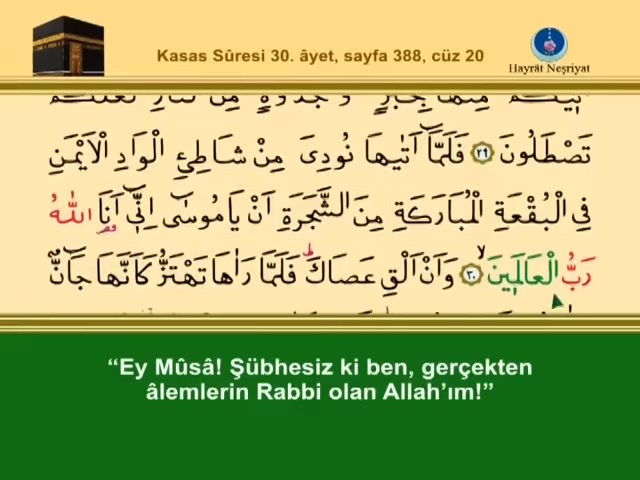 Kasas Sûresi 30. âyet, sayfa 388, cüz 20
Hayrât Neşriyat
تَصْطَلُونَ ﴿٢٩﴾ فَلَمَّٓا اَتٰيهَا نُودِىَ مِنْ شَاطِئِ الْوَادِ الْاَيْمَنِ
فِى الْبُقْعَةِ الْمُبَارَكَةِ مِنَ الشَّجَرَةِ اَنْ يَامُوسٰٓى اِنّٓى اَنَا اللّٰهُ
رَبُّ الْعَالَمٖينَ ﴿٣٠﴾ وَاَنْ اَلْقِ عَصَاكَ فَلَمَّا رَاٰهَا تَهْتَزُّ كَاَنَّهَا جَٓانٌّ
“Ey Mûsâ! Şübhesiz ki ben, gerçekten
âlemlerin Rabbi olan Allah’ım!”